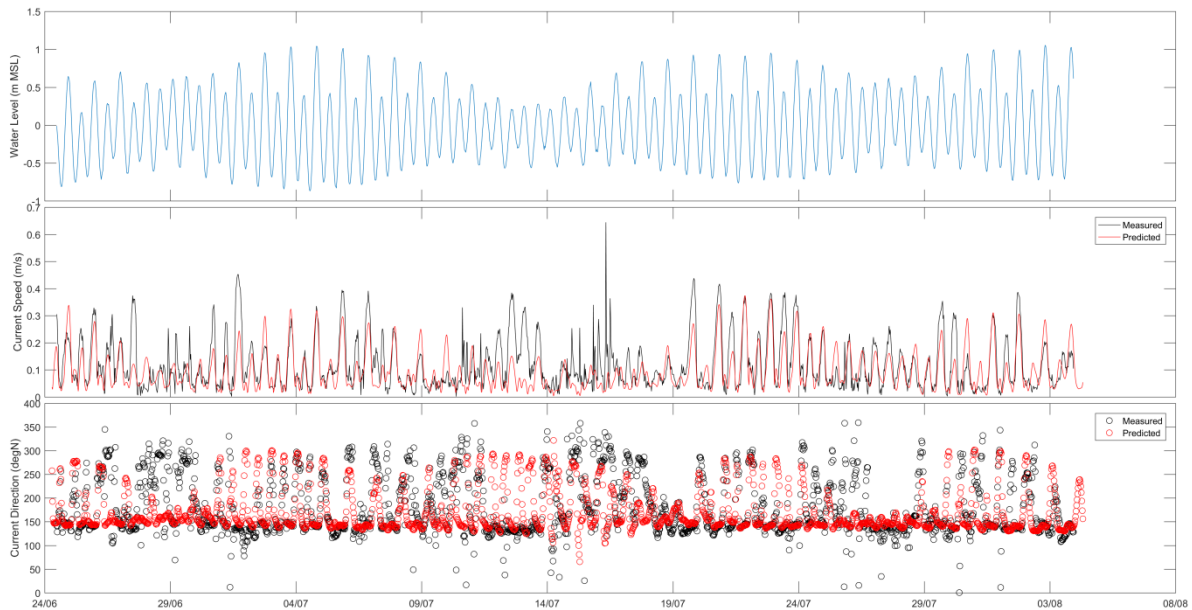 1.5
1
0.5
0
-0.5
-1
Water Level (m MSL)
0.7
0.6
0.5
0.4
0.3
0.2
0.1
0
Current Speed (m/s)
Measured
Predicted
400
350
300
250
200
150
100
50
0
Current Direction (degN)
Measured
Predicted
24/06 29/06 04/07 09/07 14/07 19/07 24/07 29/07 03/08 08/08